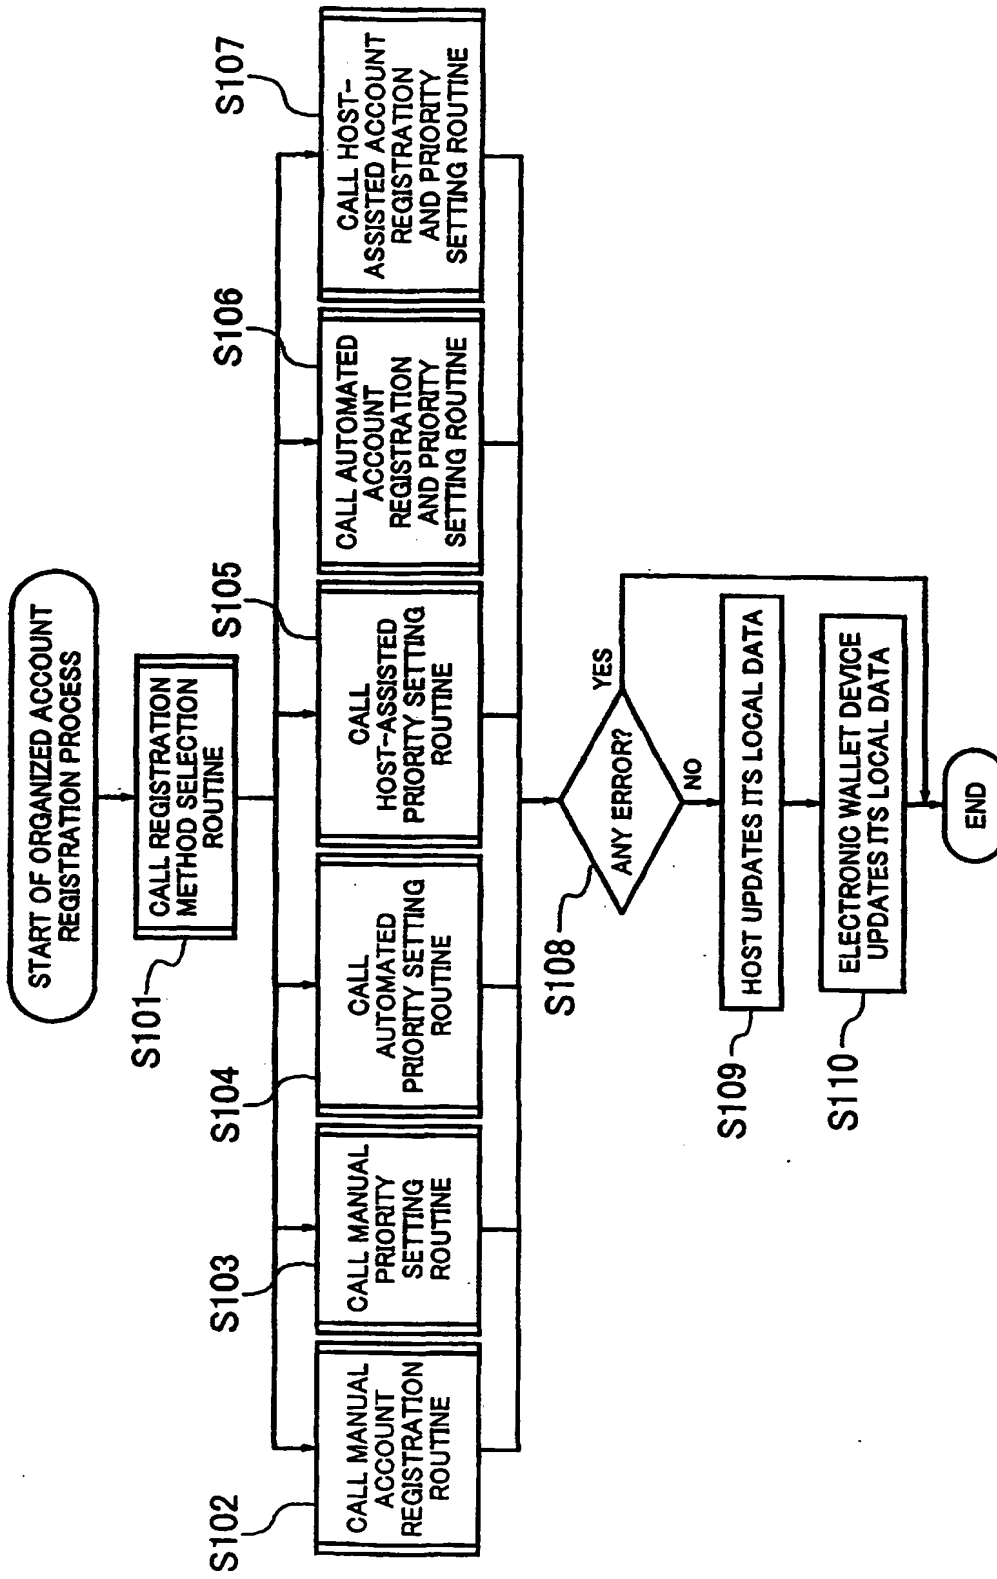 START OF ORGANIZED ACCOUNT
REGISTRATION PROCESS
S101
CALL REGISTRATION
METHOD SELECTION
ROUTINE
S102
CALL MANUAL
ACCOUNT
REGISTRATION
ROUTINE
S103
CALL MANUAL
PRIORITY
SETTING
ROUTINE
S104
CALL
AUTOMATED
PRIORITY SETTING
ROUTINE
S105
CALL
HOST-ASSISTED
PRIORITY SETTING
ROUTINE
S106
CALL AUTOMATED
ACCOUNT
REGISTRATION
AND PRIORITY
SETTING ROUTINE
S107
CALL HOST-
ASSISTED ACCOUNT
REGISTRATION
AND PRIORITY
SETTING ROUTINE
S108
ANY ERROR?
YES
NO
S109
HOST UPDATES ITS LOCAL DATA
S110
ELECTRONIC WALLET DEVICE
UPDATES ITS LOCAL DATA
END